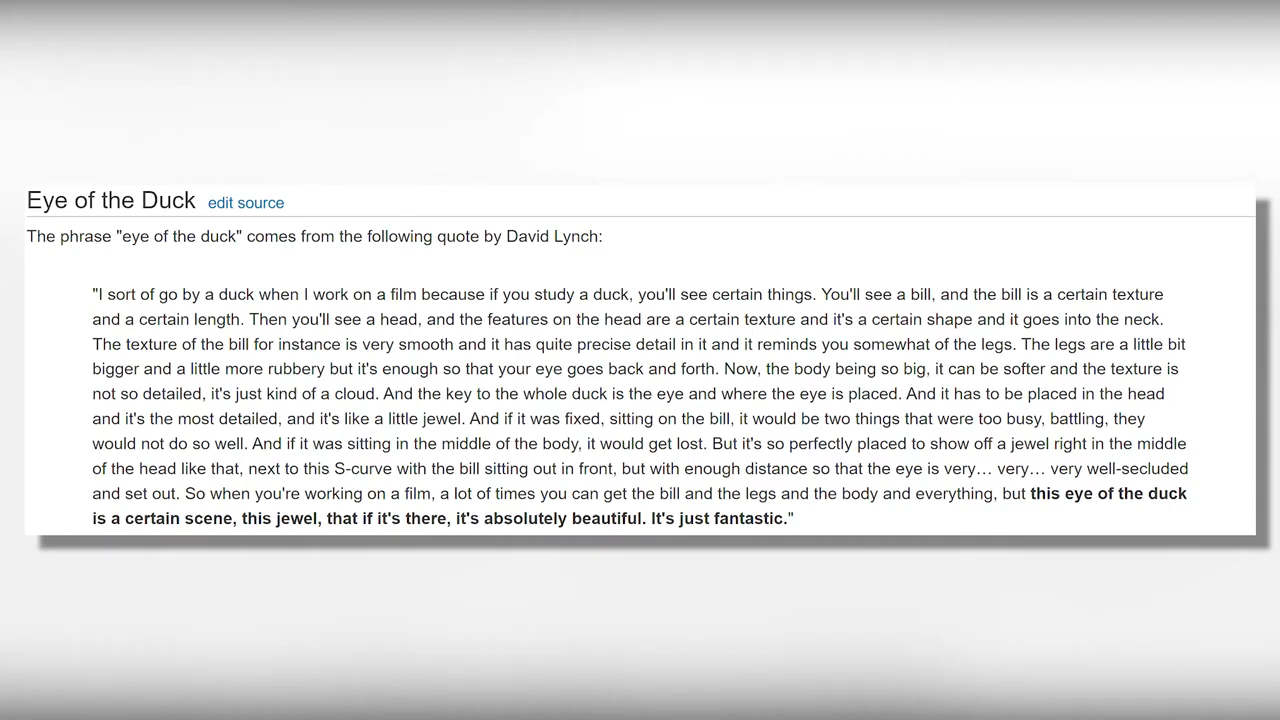 Eye of the Duck edit source
The phrase "eye of the duck" comes from the following quote by David Lynch:
"I sort of go by a duck when I work on a film because if you study a duck, you'll see certain things. You'll see a bill, and the bill is a certain texture
and a certain length. Then you'll see a head, and the features on the head are a certain texture and it's a certain shape and it goes into the neck.
The texture of the bill for instance is very smooth and it has quite precise detail in it and it reminds you somewhat of the legs. The legs are a little bit
bigger and a little more rubbery but it's enough so that your eye goes back and forth. Now, the body being so big, it can be softer and the texture is
not so detailed, it's just kind of a cloud. And the key to the whole duck is the eye and where the eye is placed. And it has to be placed in the head
and it's the most detailed, and it's like a little jewel. And if it was fixed, sitting on the bill, it would be two things that were too busy, battling, they
would not do so well. And if it was sitting in the middle of the body, it would get lost. But it's so perfectly placed to show off a jewel right in the middle
of the head like that, next to this S-curve with the bill sitting out in front, but with enough distance so that the eye is very… very… very well-secluded
and set out. So when you're working on a film, a lot of times you can get the bill and the legs and the body and everything, but this eye of the duck
is a certain scene, this jewel, that if it's there, it's absolutely beautiful. It's just fantastic."